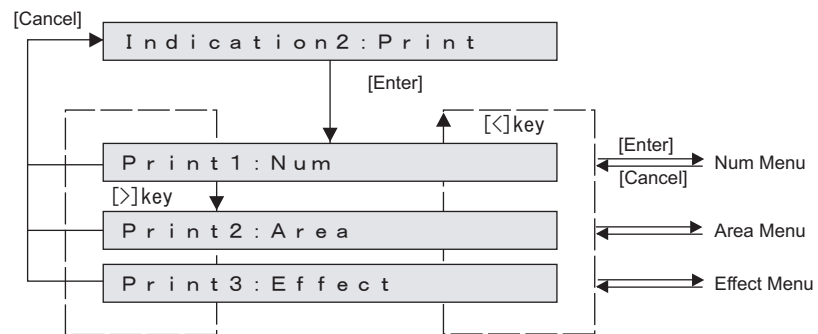 [Cancel]
Indication2:Print
[Enter]
[<]key
Print1:Num
[Enter]
[Cancel]
Num Menu
[>]key
Print2:Area
Area Menu
Print3:Effect
Effect Menu